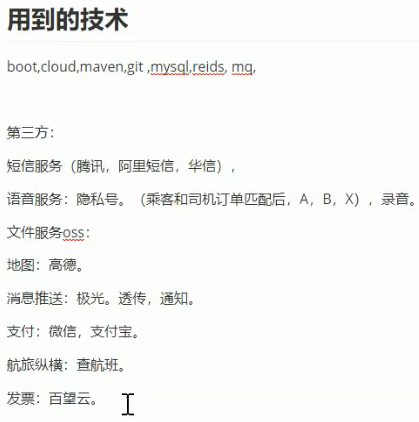 用到的技术
boot,cloud,maven,git ,mysql,reids, mq,
第三方：
短信服务（腾讯，阿里短信，华信），
语音服务：隐私号。（乘客和司机订单匹配后，A，B，X），录音。
文件服务oss：
地图：高德。
消息推送：极光。透传，通知。
支付：微信，支付宝。
航旅纵横：查航班。
发票：百望云。